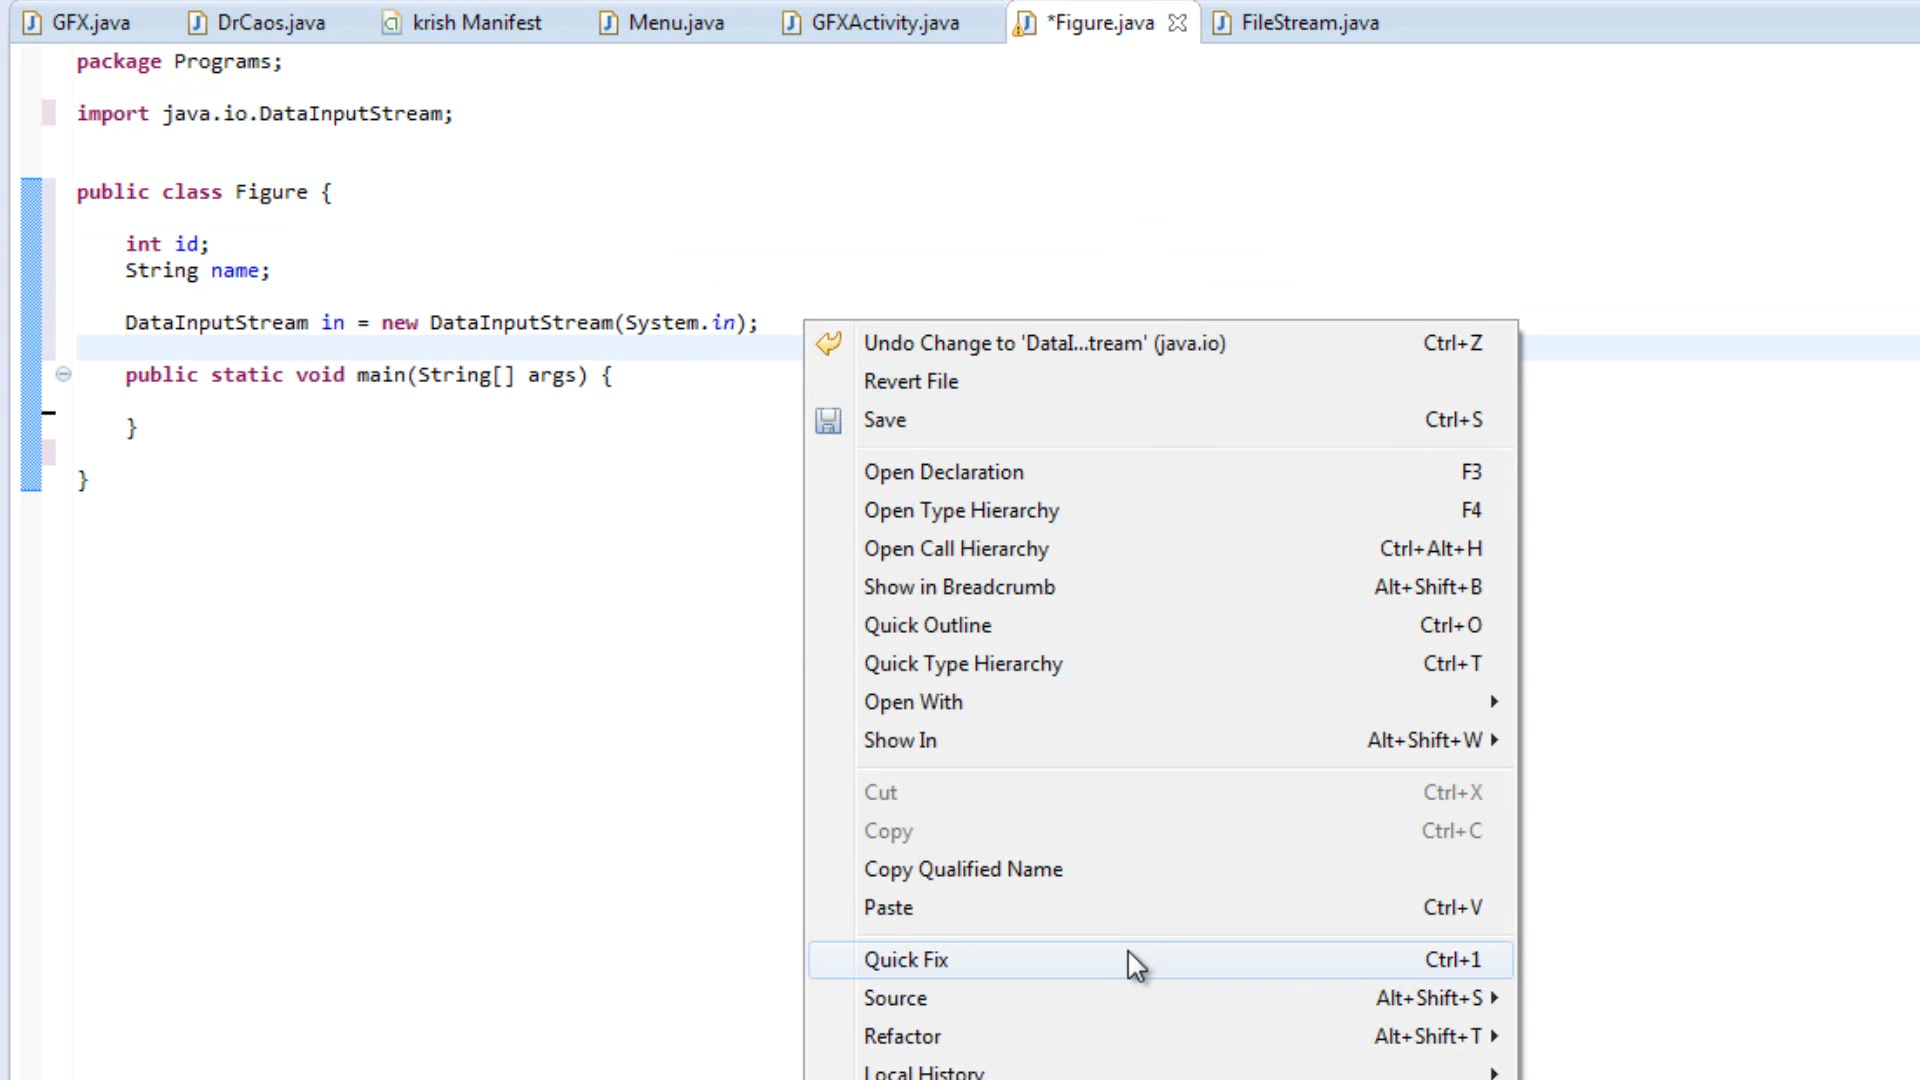 GFX.java DrCaos.java krish Manifest Menu.java GFXActivity.java *Figure.java FileStream.java
package Programs;
import java.io.DataInputStream;
public class Figure {
int id;
String name;
DataInputStream in = new DataInputStream(System.in);
public static void main(String[] args) {
}
}
Undo Change to 'DataI...tream' (java.io) Ctrl+Z
Revert File
Save Ctrl+S
Open Declaration F3
Open Type Hierarchy F4
Open Call Hierarchy Ctrl+Alt+H
Show in Breadcrumb Alt+Shift+B
Quick Outline Ctrl+O
Quick Type Hierarchy Ctrl+T
Open With
Show In Alt+Shift+W
Cut Ctrl+X
Copy Ctrl+C
Copy Qualified Name
Paste Ctrl+V
Quick Fix Ctrl+1
Source Alt+Shift+S
Refactor Alt+Shift+T
Local History